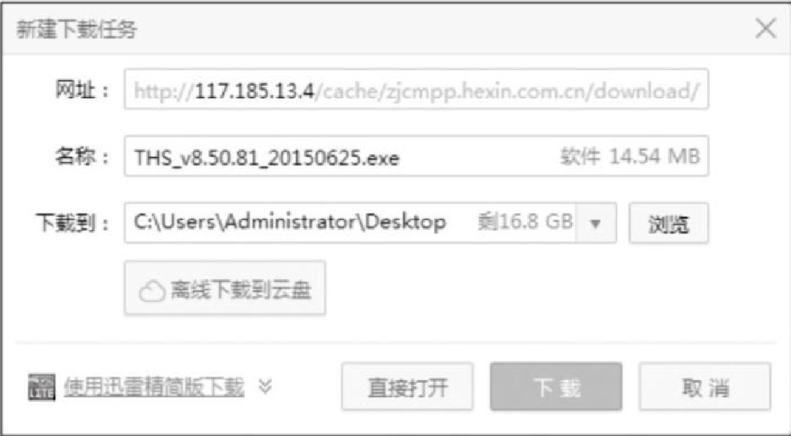 新建下载任务
网址： http://117.185.13.4/cache/zjcmpp.hexin.com.cn/download/
名称： THS_v8.50.81_20150625.exe 软件 14.54 MB
下载到： C:\Users\Administrator\Desktop 剩16.8 GB 浏览
离线下载到云盘
使用迅雷精简版下载 直接打开 下载 取消